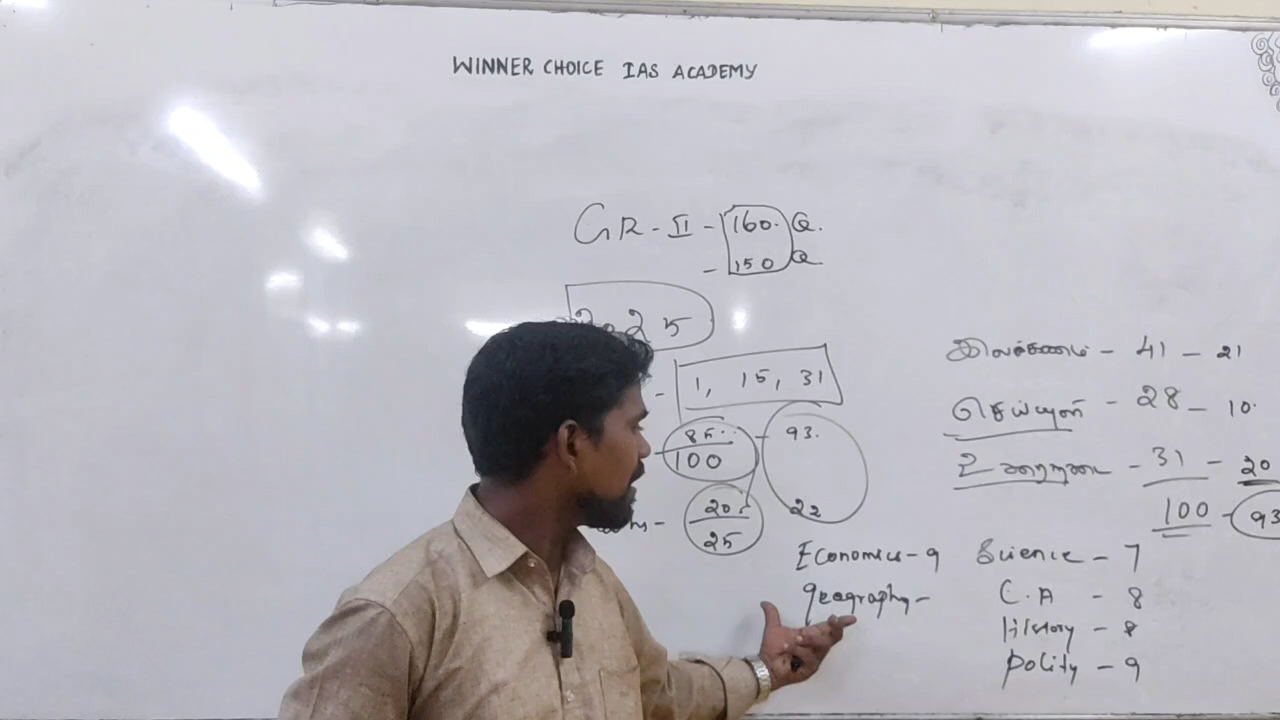 WINNER CHOICE IAS ACADEMY
GR - II - 160. Q.
- 150 Q
2025
- 1, 15, 31
85 / 100 - 93.
20 / 25 22
இலக்கணம் - 41 - 21
செய்யுள் - 28 - 10.
உரைநடை - 31 - 20
100 - 93
Economics - 9
Geography -
Science - 7
C.A - 8
History - 8
Polity - 9